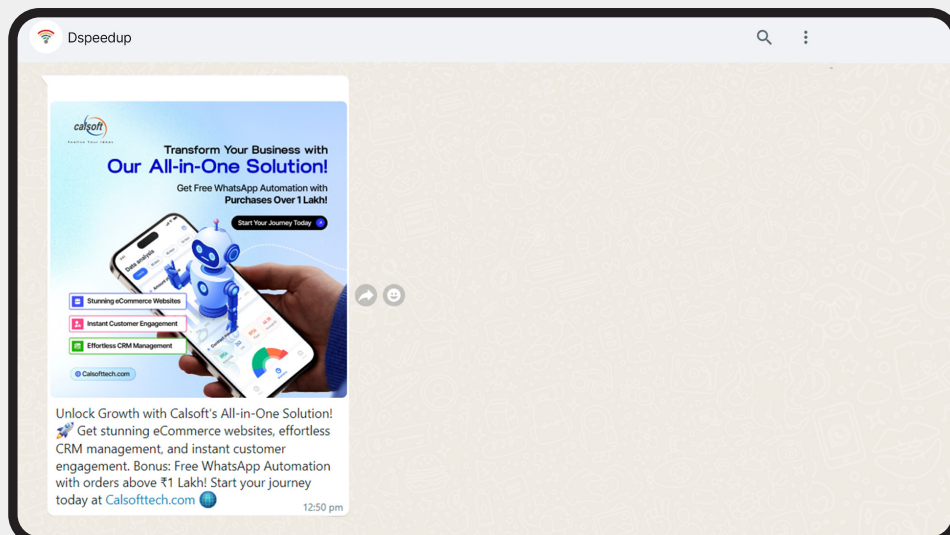 Dspeedup
calsoft
Realize Your Ideas
Transform Your Business with
Our All-in-One Solution!
Get Free WhatsApp Automation with
Purchases Over 1 Lakh!
Start Your Journey Today
Data analysis
Stunning eCommerce Websites
Instant Customer Engagement
Effortless CRM Management
Calsofttech.com
Unlock Growth with Calsoft's All-in-One Solution!
🚀 Get stunning eCommerce websites, effortless
CRM management, and instant customer
engagement. Bonus: Free WhatsApp Automation
with orders above ₹1 Lakh! Start your journey
today at Calsofttech.com 🌐
12:50 pm